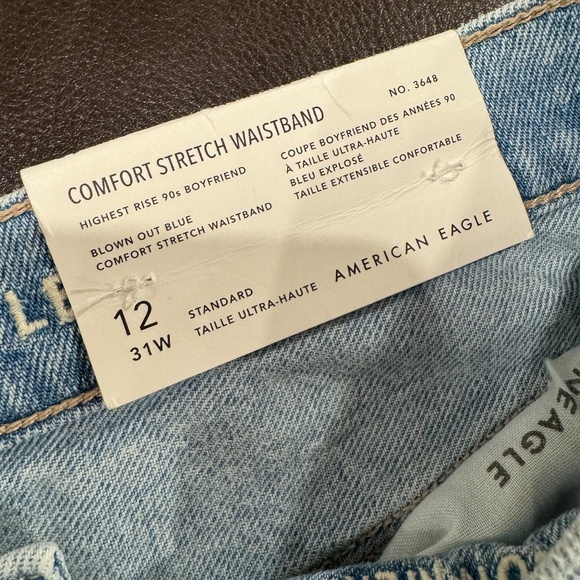 COMFORT STRETCH WAISTBAND
NO. 3648
HIGHEST RISE 90s BOYFRIEND
BLOWN OUT BLUE
COMFORT STRETCH WAISTBAND
COUPE BOYFRIEND DES ANNÉES 90
À TAILLE ULTRA-HAUTE
BLEU EXPLOSÉ
TAILLE EXTENSIBLE CONFORTABLE
12
31W
STANDARD
TAILLE ULTRA-HAUTE
AMERICAN EAGLE
EAGLE